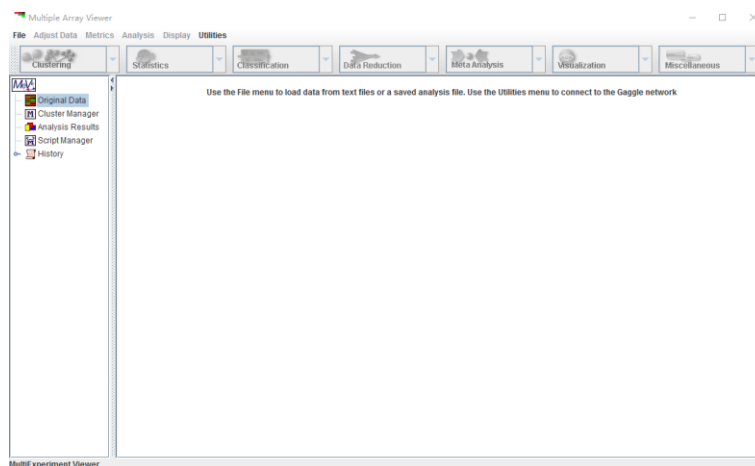 Multiple Array Viewer
File Adjust Data Metrics Analysis Display Utilities
Clustering Statistics Classification Data Reduction Meta Analysis Visualization Miscellaneous
MeV
Use the File menu to load data from text files or a saved analysis file. Use the Utilities menu to connect to the Gaggle network
Original Data
M Cluster Manager
Analysis Results
Script Manager
History
MultiExperiment Viewer